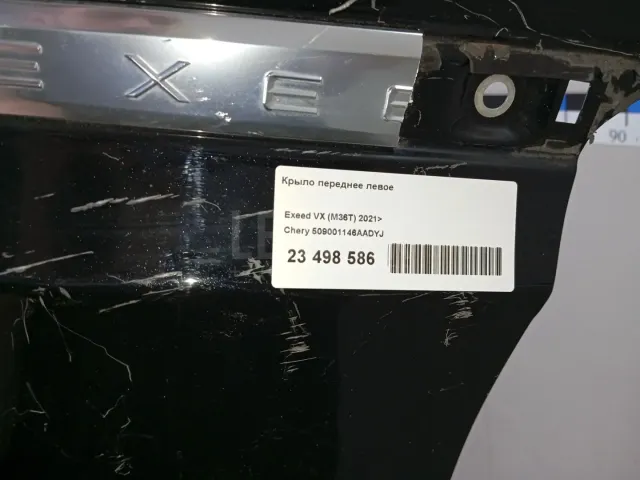 EXEE
Крыло переднее левое
Exeed VX (M36T) 2021>
Chery 509001146AADYJ
23 498 586
90